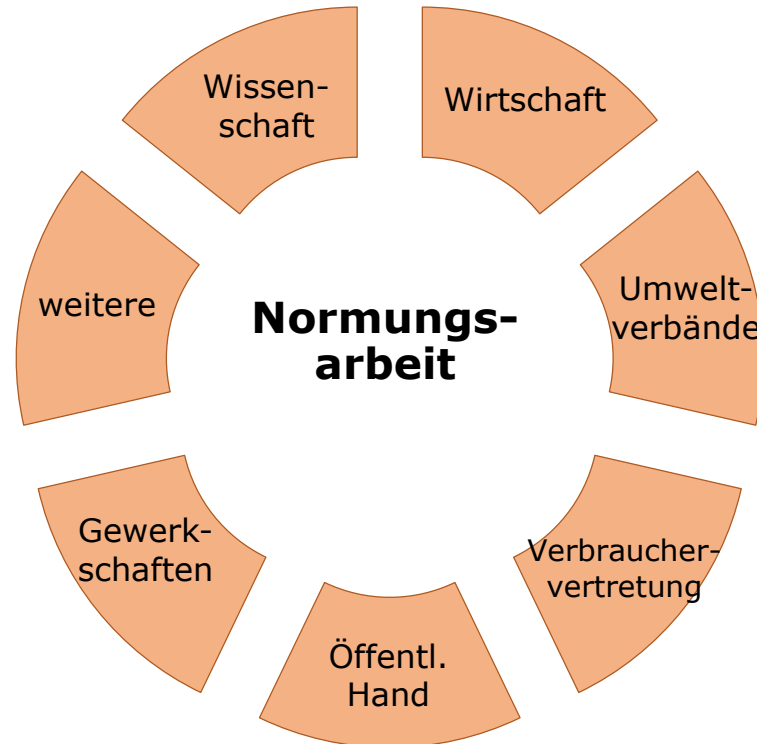 Wissen-
schaft
Wirtschaft
Umwelt-
verbände
Verbraucher-
vertretung
Öffentl.
Hand
Gewerk-
schaften
weitere
Normungs-
arbeit